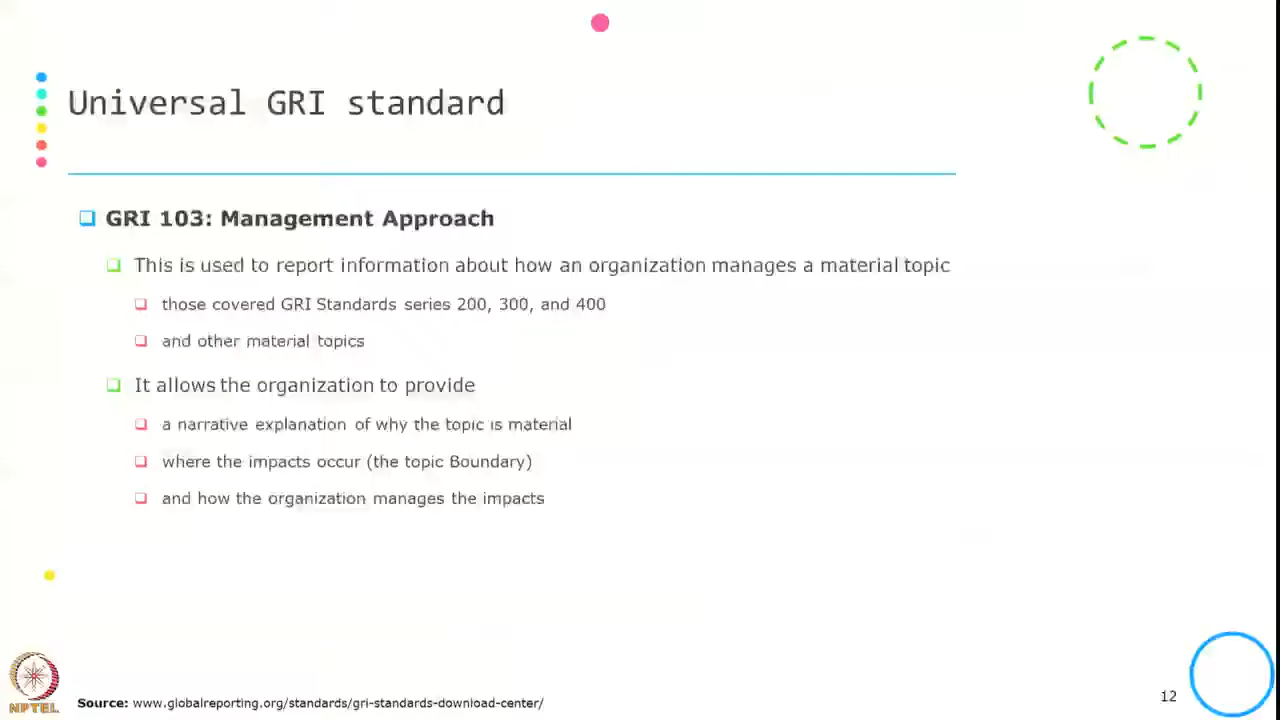 Universal GRI standard
GRI 103: Management Approach
This is used to report information about how an organization manages a material topic
those covered GRI Standards series 200, 300, and 400
and other material topics
It allows the organization to provide
a narrative explanation of why the topic is material
where the impacts occur (the topic Boundary)
and how the organization manages the impacts
NPTEL
Source: www.globalreporting.org/standards/gri-standards-download-center/
12